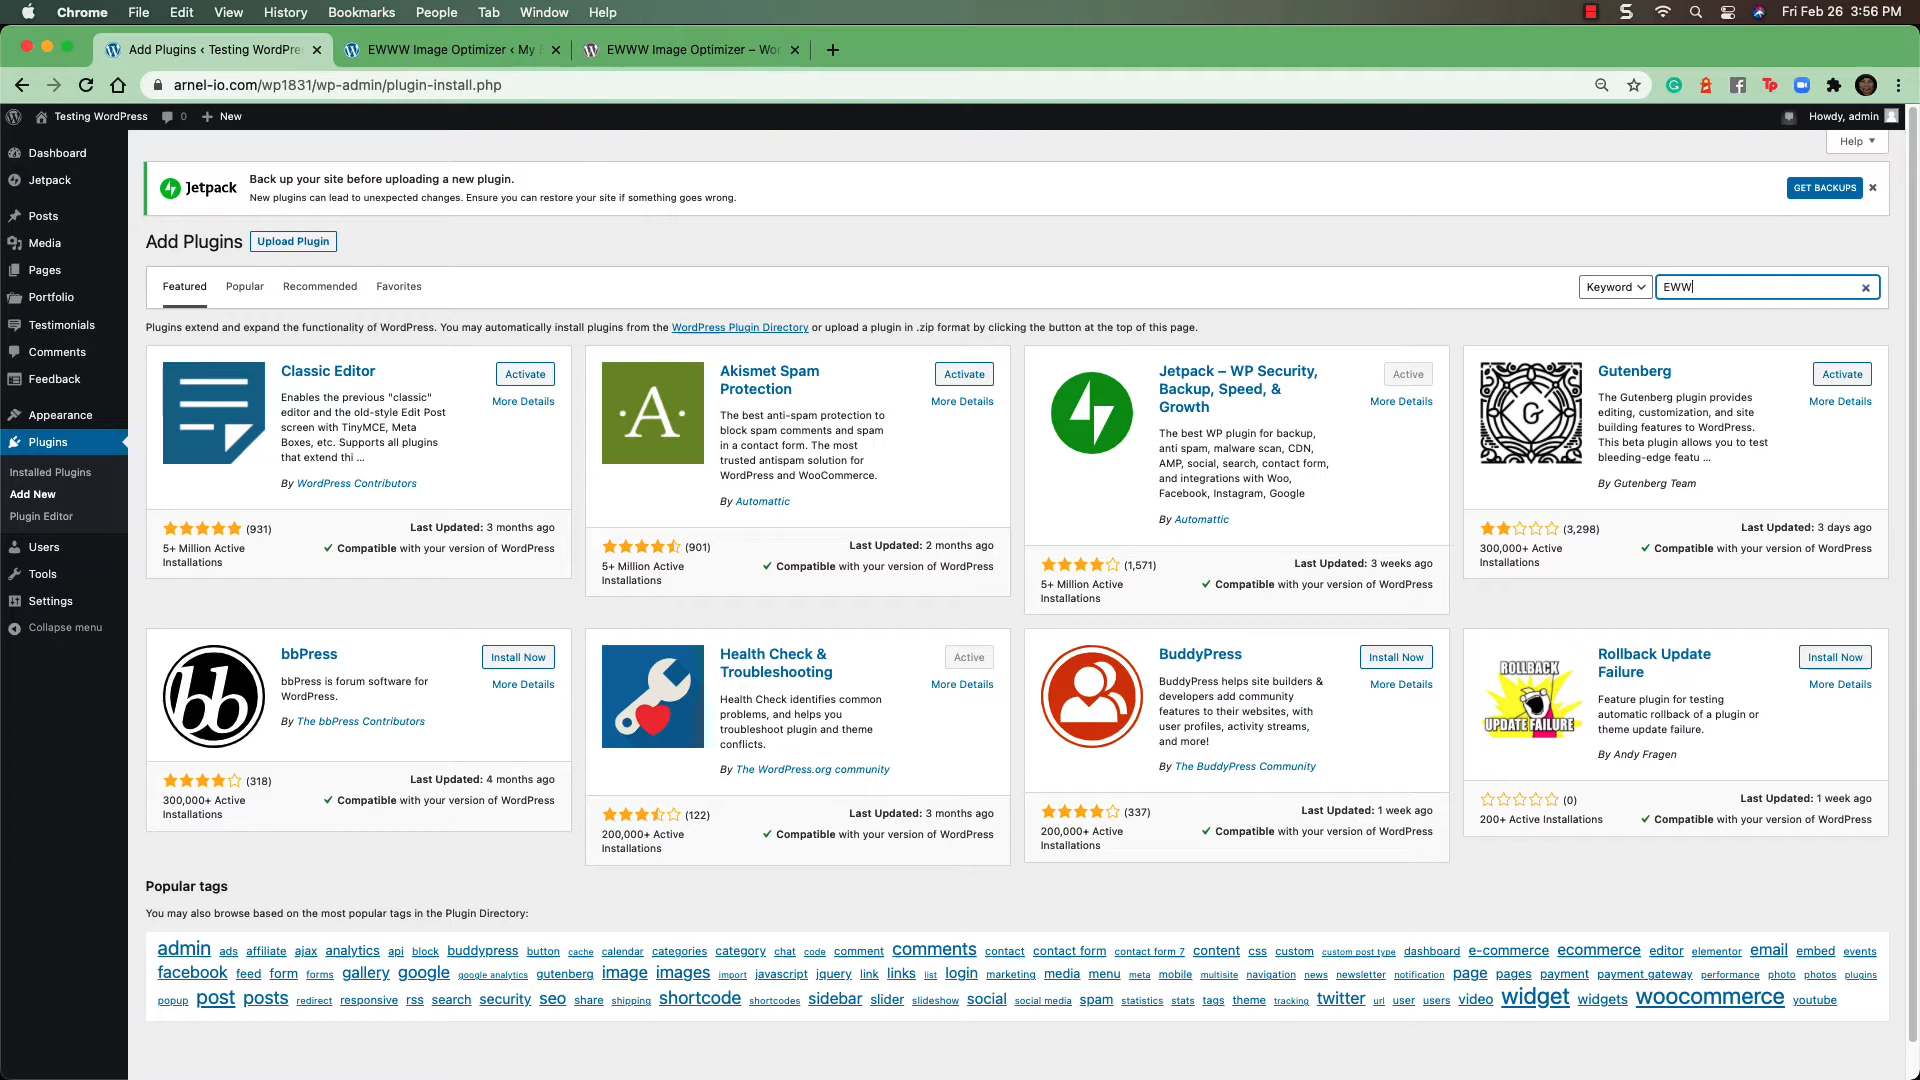 Chrome File Edit View History Bookmarks People Tab Window Help Fri Feb 26 3:56 PM
Add Plugins ‹ Testing WordPre EWWW Image Optimizer ‹ My EWWW Image Optimizer – Wor
arnel-io.com/wp1831/wp-admin/plugin-install.php
Testing WordPress 0 New Howdy, admin
Help
Dashboard
Jetpack
Posts
Media
Pages
Portfolio
Testimonials
Comments
Feedback
Appearance
Plugins
Installed Plugins
Add New
Plugin Editor
Users
Tools
Settings
Collapse menu
Jetpack
Back up your site before uploading a new plugin.
New plugins can lead to unexpected changes. Ensure you can restore your site if something goes wrong.
GET BACKUPS
Add Plugins Upload Plugin
Featured Popular Recommended Favorites Keyword EWW
Plugins extend and expand the functionality of WordPress. You may automatically install plugins from the WordPress Plugin Directory or upload a plugin in .zip format by clicking the button at the top of this page.
Classic Editor
Activate
More Details
Enables the previous "classic"
editor and the old-style Edit Post
screen with TinyMCE, Meta
Boxes, etc. Supports all plugins
that extend thi ...
By WordPress Contributors
(931)
5+ Million Active
Installations
Last Updated: 3 months ago
Compatible with your version of WordPress
A
Akismet Spam
Protection
Activate
More Details
The best anti-spam protection to
block spam comments and spam
in a contact form. The most
trusted antispam solution for
WordPress and WooCommerce.
By Automattic
(901)
5+ Million Active
Installations
Last Updated: 2 months ago
Compatible with your version of WordPress
Jetpack – WP Security,
Backup, Speed, &
Growth
Active
More Details
The best WP plugin for backup,
anti spam, malware scan, CDN,
AMP, social, search, contact form,
and integrations with Woo,
Facebook, Instagram, Google
By Automattic
(1,571)
5+ Million Active
Installations
Last Updated: 3 weeks ago
Compatible with your version of WordPress
G
Gutenberg
Activate
More Details
The Gutenberg plugin provides
editing, customization, and site
building features to WordPress.
This beta plugin allows you to test
bleeding-edge featu ...
By Gutenberg Team
(3,298)
300,000+ Active
Installations
Last Updated: 3 days ago
Compatible with your version of WordPress
bb
bbPress
Install Now
More Details
bbPress is forum software for
WordPress.
By The bbPress Contributors
(318)
300,000+ Active
Installations
Last Updated: 4 months ago
Compatible with your version of WordPress
Health Check &
Troubleshooting
Active
More Details
Health Check identifies common
problems, and helps you
troubleshoot plugin and theme
conflicts.
By The WordPress.org community
(122)
200,000+ Active
Installations
Last Updated: 3 months ago
Compatible with your version of WordPress
BuddyPress
Install Now
More Details
BuddyPress helps site builders &
developers add community
features to their websites, with
user profiles, activity streams,
and more!
By The BuddyPress Community
(337)
200,000+ Active
Installations
Last Updated: 1 week ago
Compatible with your version of WordPress
ROLLBACK
UPDATE FAILURE
Rollback Update
Failure
Install Now
More Details
Feature plugin for testing
automatic rollback of a plugin or
theme update failure.
By Andy Fragen
(0)
200+ Active Installations
Last Updated: 1 week ago
Compatible with your version of WordPress
Popular tags
You may also browse based on the most popular tags in the Plugin Directory:
admin ads affiliate ajax analytics api block buddypress button cache calendar categories category chat code comment comments contact contact form contact form 7 content css custom custom post type dashboard e-commerce ecommerce editor elementor email embed events
facebook feed form forms gallery google google analytics gutenberg image images import javascript jquery link links list login marketing media menu meta mobile multisite navigation news newsletter notification page pages payment payment gateway performance photo photos plugins
popup post posts redirect responsive rss search security seo share shipping shortcode shortcodes sidebar slider slideshow social social media spam statistics stats tags theme tracking twitter url user users video widget widgets woocommerce youtube